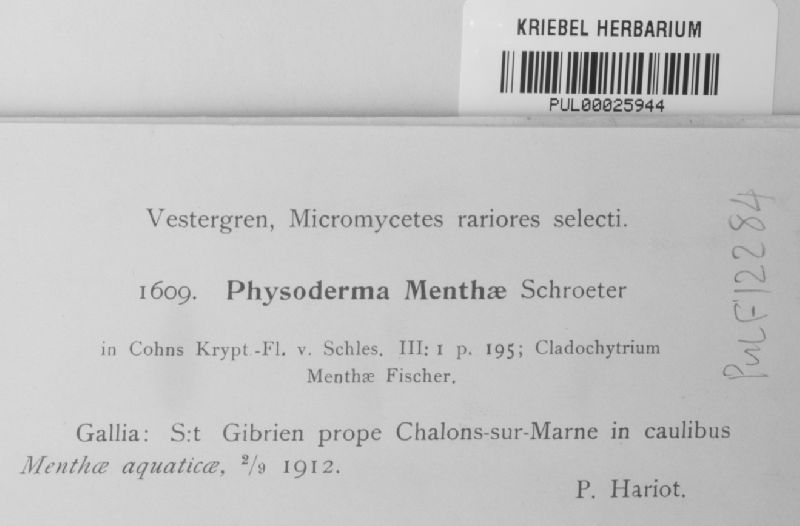 KRIEBEL HERBARIUM
PUL00025944
Vestergren, Micromycetes rariores selecti.
1609. Physoderma Menthæ Schroeter
in Cohns Krypt.-Fl. v. Schles. III: 1 p. 195; Cladochytrium
Menthæ Fischer.
Gallia: S:t Gibrien prope Chalons-sur-Marne in caulibus
Menthæ aquaticæ, 2/9 1912.
P. Hariot.
PuL F12284